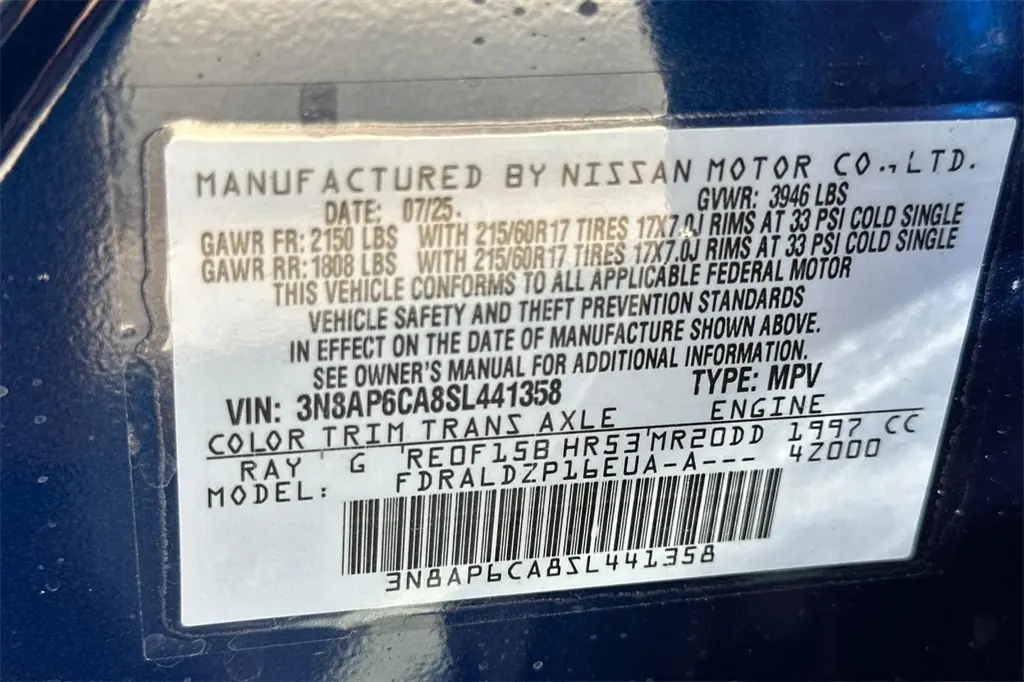 MANUFACTURED BY NISSAN MOTOR CO.,LTD.
DATE: 07/25. GVWR: 3946 LBS
GAWR FR: 2150 LBS WITH 215/60R17 TIRES 17X7.0J RIMS AT 33 PSI COLD SINGLE
GAWR RR: 1808 LBS WITH 215/60R17 TIRES 17X7.0J RIMS AT 33 PSI COLD SINGLE
THIS VEHICLE CONFORMS TO ALL APPLICABLE FEDERAL MOTOR
VEHICLE SAFETY AND THEFT PREVENTION STANDARDS
IN EFFECT ON THE DATE OF MANUFACTURE SHOWN ABOVE.
SEE OWNER'S MANUAL FOR ADDITIONAL INFORMATION.
VIN: 3N8AP6CA8SL441358 TYPE: MPV
COLOR TRIM TRANS AXLE ENGINE
RAY G RE0F15B HR53 MR20DD 1997 CC
MODEL: FDRALDZP16EUA-A--- 4Z000
3N8AP6CA8SL441358